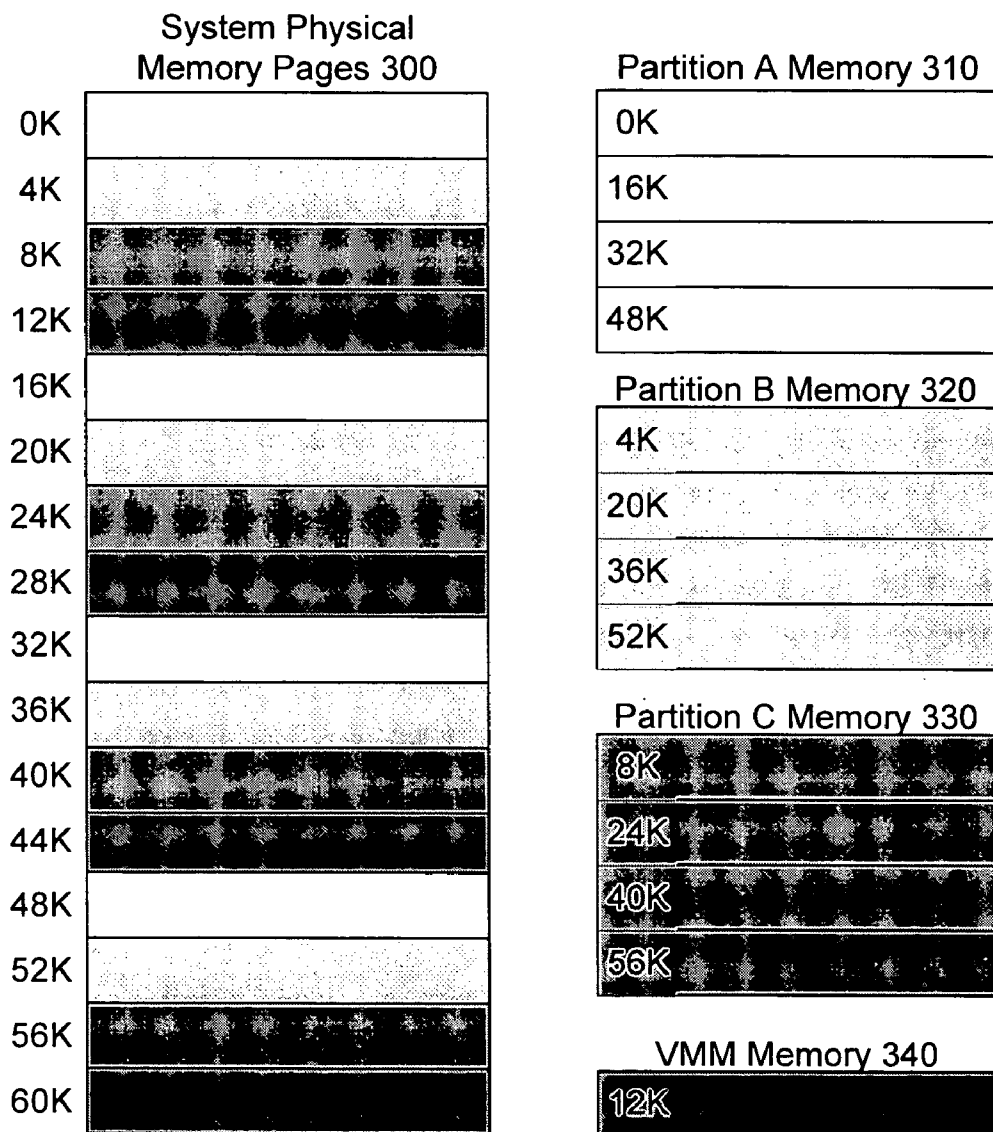 System Physical
Memory Pages 300
0K
4K
8K
12K
16K
20K
24K
28K
32K
36K
40K
44K
48K
52K
56K
60K
Partition A Memory 310
0K
16K
32K
48K
Partition B Memory 320
4K
20K
36K
52K
Partition C Memory 330
8K
24K
40K
56K
VMM Memory 340
12K